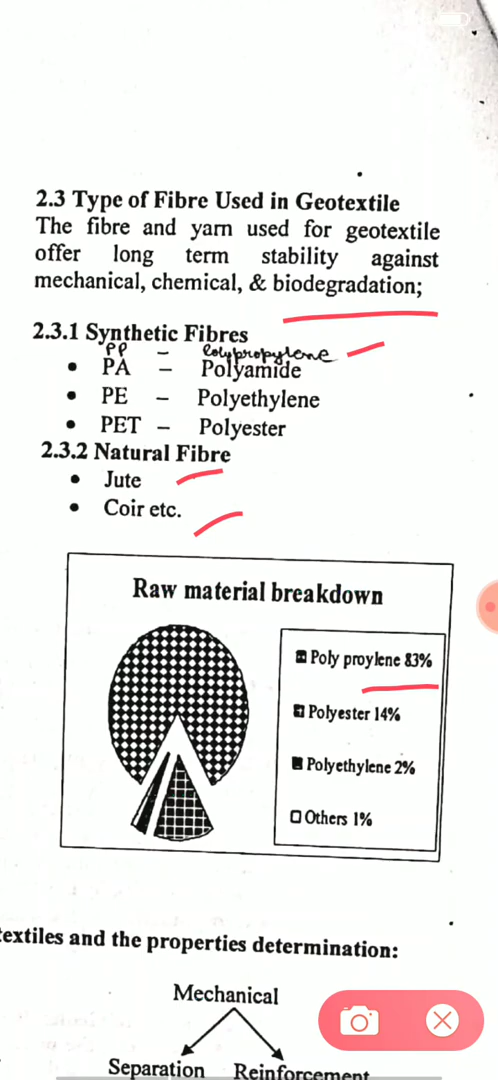 2.3 Type of Fibre Used in Geotextile
The fibre and yarn used for geotextile
offer long term stability against
mechanical, chemical, & biodegradation;
2.3.1 Synthetic Fibres
PP – Polypropylene
• PA – Polyamide
• PE – Polyethylene
• PET – Polyester
2.3.2 Natural Fibre
• Jute
• Coir etc.
Raw material breakdown
Poly proylene 83%
Polyester 14%
Polyethylene 2%
Others 1%
textiles and the properties determination:
Mechanical
Separation Reinforcement